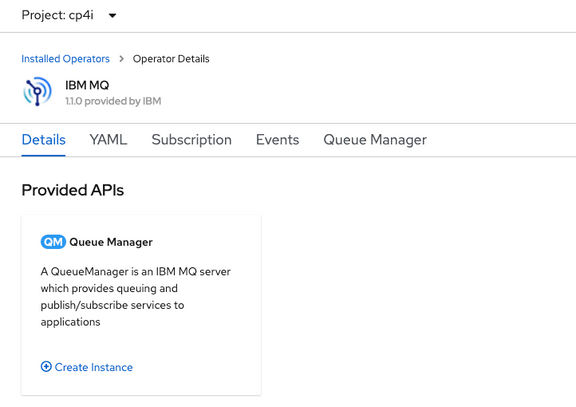 Project: cp4i
Installed Operators > Operator Details
IBM MQ
1.1.0 provided by IBM
Details YAML Subscription Events Queue Manager
Provided APIs
QM Queue Manager
A QueueManager is an IBM MQ server
which provides queuing and
publish/subscribe services to
applications
Create Instance